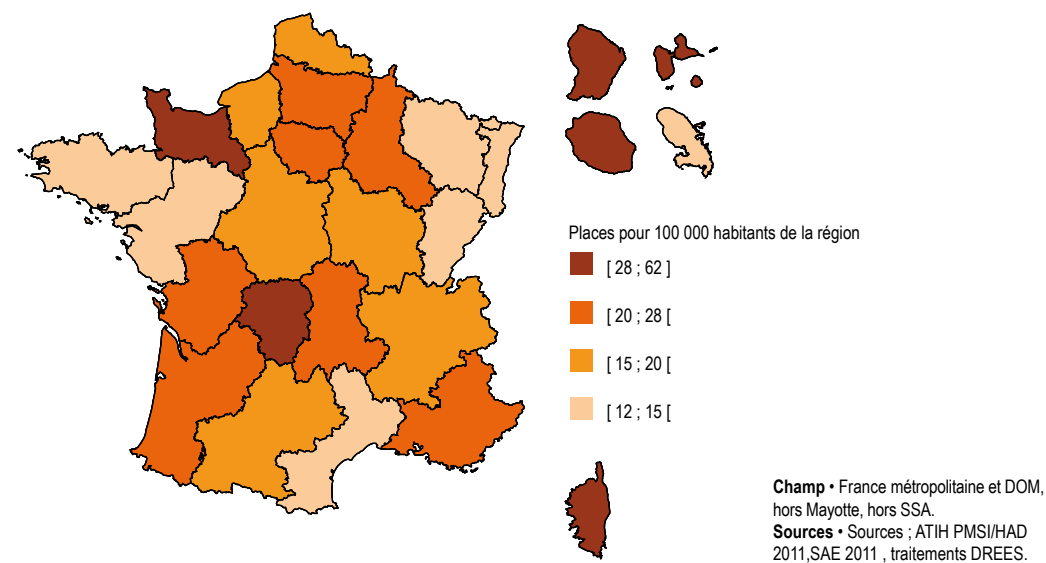 Places pour 100 000 habitants de la région
[ 28 ; 62 ]
[ 20 ; 28 [
[ 15 ; 20 [
[ 12 ; 15 [
Champ • France métropolitaine et DOM,
hors Mayotte, hors SSA.
Sources • Sources ; ATIH PMSI/HAD
2011,SAE 2011 , traitements DREES.